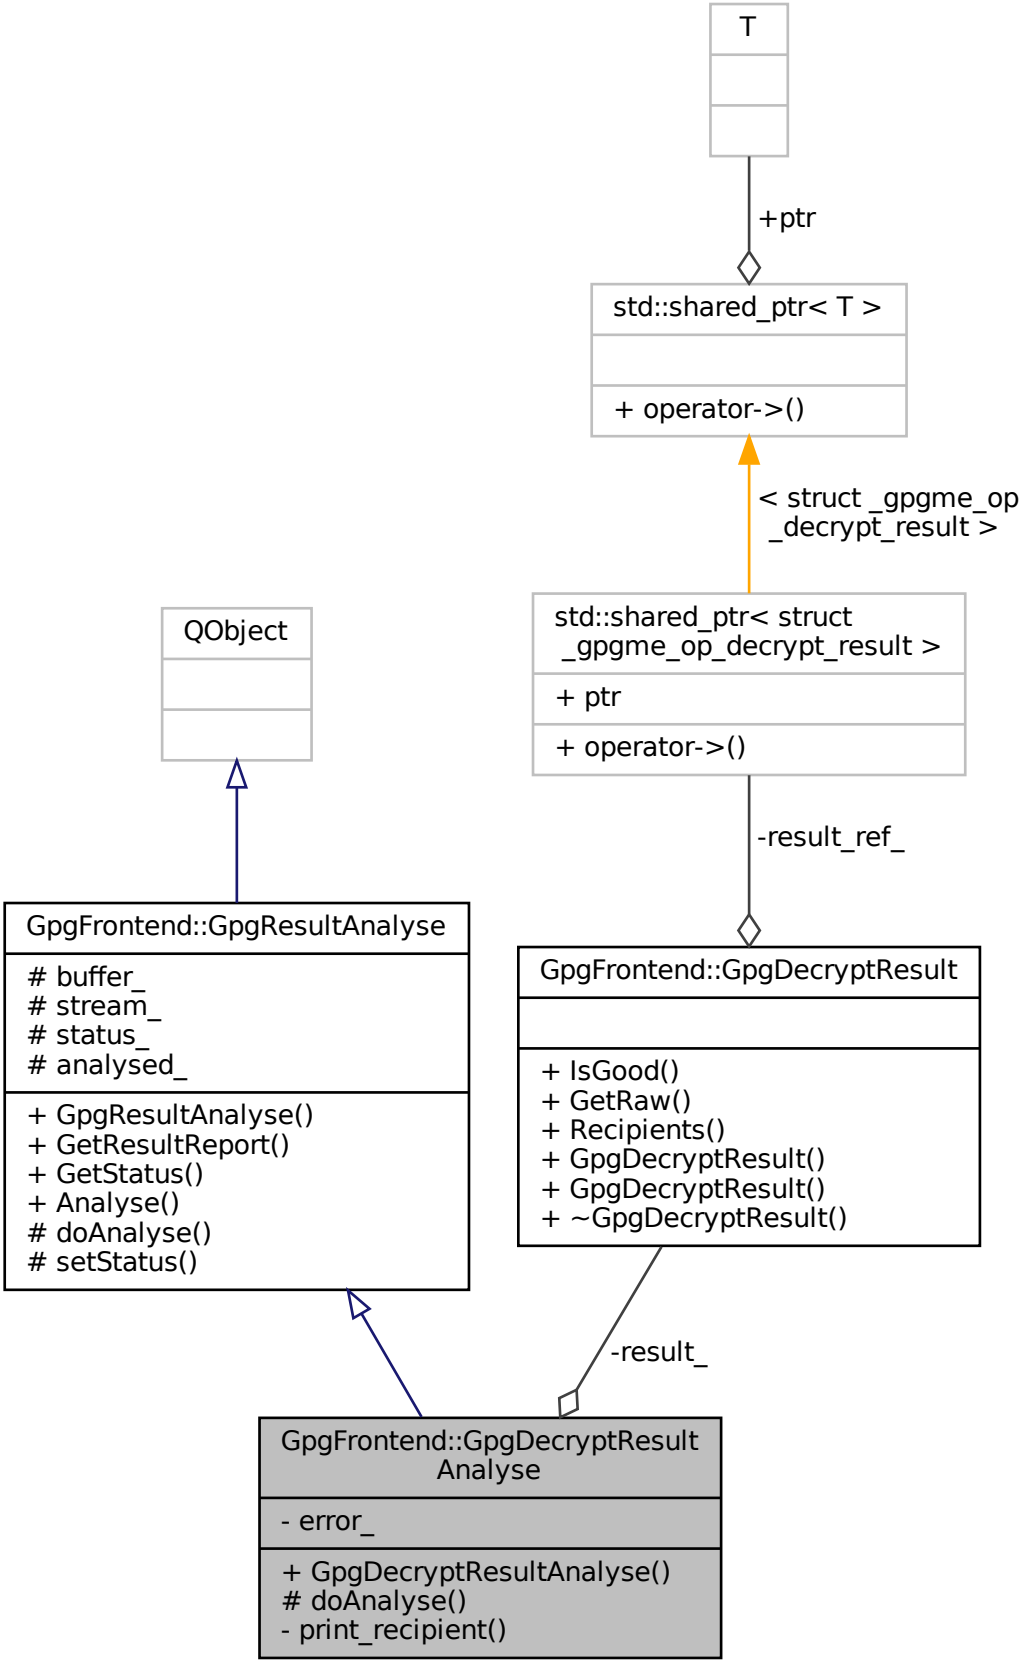 T
+ptr
std::shared_ptr< T >
+ operator->()
< struct _gpgme_op
_decrypt_result >
std::shared_ptr< struct
_gpgme_op_decrypt_result >
+ ptr
+ operator->()
QObject
-result_ref_
GpgFrontend::GpgResultAnalyse
# buffer_
# stream_
# status_
# analysed_
+ GpgResultAnalyse()
+ GetResultReport()
+ GetStatus()
+ Analyse()
# doAnalyse()
# setStatus()
GpgFrontend::GpgDecryptResult
+ IsGood()
+ GetRaw()
+ Recipients()
+ GpgDecryptResult()
+ GpgDecryptResult()
+ ~GpgDecryptResult()
-result_
GpgFrontend::GpgDecryptResult
Analyse
- error_
+ GpgDecryptResultAnalyse()
# doAnalyse()
- print_recipient()